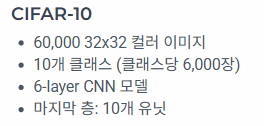 CIFAR-10
• 60,000 32x32 컬러 이미지
• 10개 클래스 (클래스당 6,000장)
• 6-layer CNN 모델
• 마지막 층: 10개 유닛